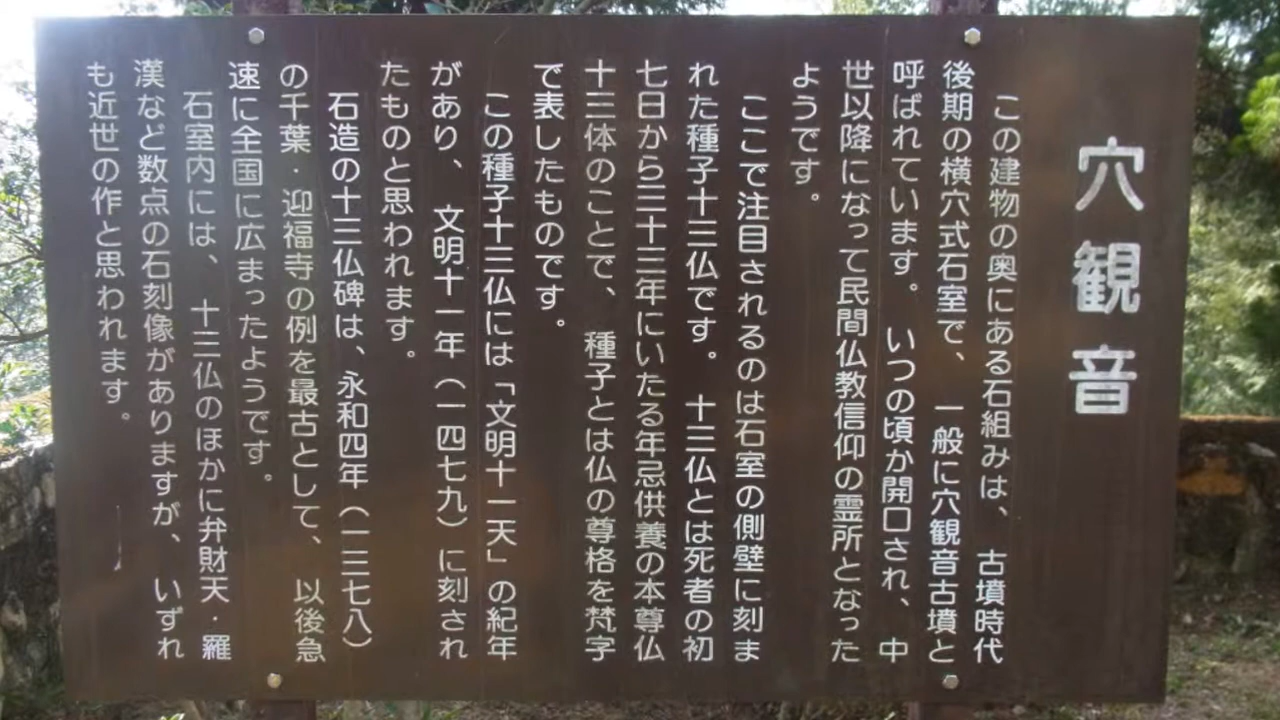 穴観音
この建物の奥にある石組みは、古墳時代
後期の横穴式石室で、一般に穴観音古墳と
呼ばれています。いつの頃か開口され、中
世以降になって民間仏教信仰の霊所となった
ようです。
ここで注目されるのは石室の側壁に刻ま
れた種子十三仏です。十三仏とは死者の初
七日から三十三年にいたる年忌供養の本尊仏
十三体のことで、種子とは仏の尊格を梵字
で表したものです。
この種子十三仏には「文明十一天」の紀年
があり、文明十一年（一四七九）に刻され
たものと思われます。
石造の十三仏碑は、永和四年（一三七八）
の千葉・迎福寺の例を最古として、以後急
速に全国に広まったようです。
石室内には、十三仏のほかに弁財天・羅
漢など数点の石刻像がありますが、いずれ
も近世の作と思われます。